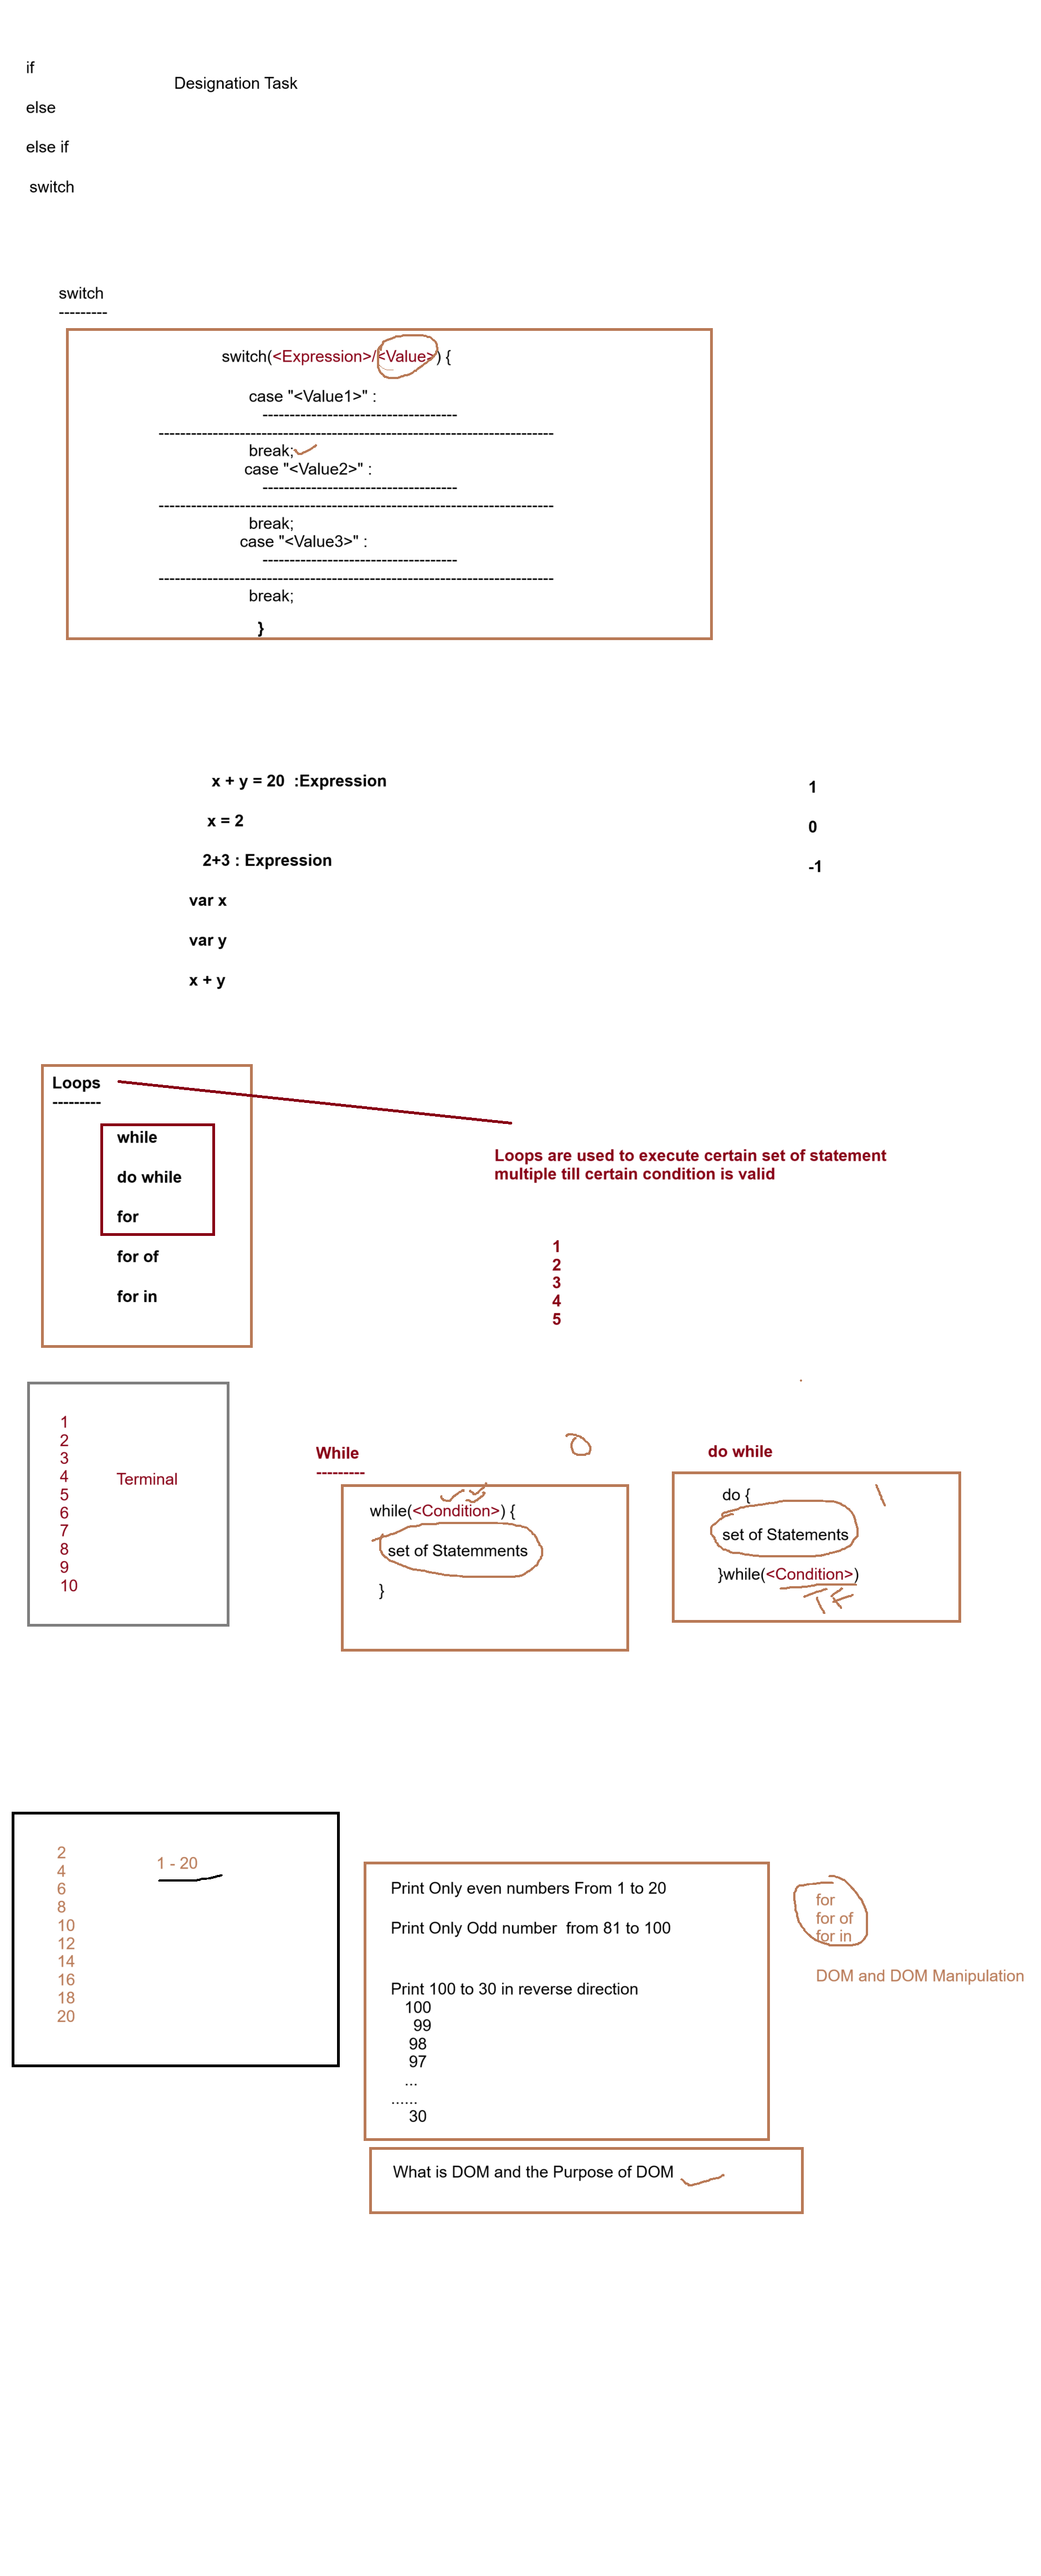 if
Designation Task
else
else if
switch
switch
---------
switch(<Expression>/<Value>) {
case "<Value1>" :
------------------------------------
-------------------------------------------------------------------------
break;
case "<Value2>" :
------------------------------------
-------------------------------------------------------------------------
break;
case "<Value3>" :
------------------------------------
-------------------------------------------------------------------------
break;
}
x + y = 20  :Expression
x = 2
2+3 : Expression
var x
var y
x + y
1
0
-1
Loops
---------
while
do while
for
for of
for in
Loops are used to execute certain set of statement
multiple till certain condition is valid
1
2
3
4
5
1
2
3
4
5
6
7
8
9
10
Terminal
While
---------
0
while(<Condition>) {
set of Statemments
}
do while
1
do {
set of Statements
}while(<Condition>)
T F
2
4
6
8
10
12
14
16
18
20
1 - 20
Print Only even numbers From 1 to 20
Print Only Odd number  from 81 to 100
Print 100 to 30 in reverse direction
100
99
98
97
...
......
30
for
for of
for in
DOM and DOM Manipulation
What is DOM and the Purpose of DOM